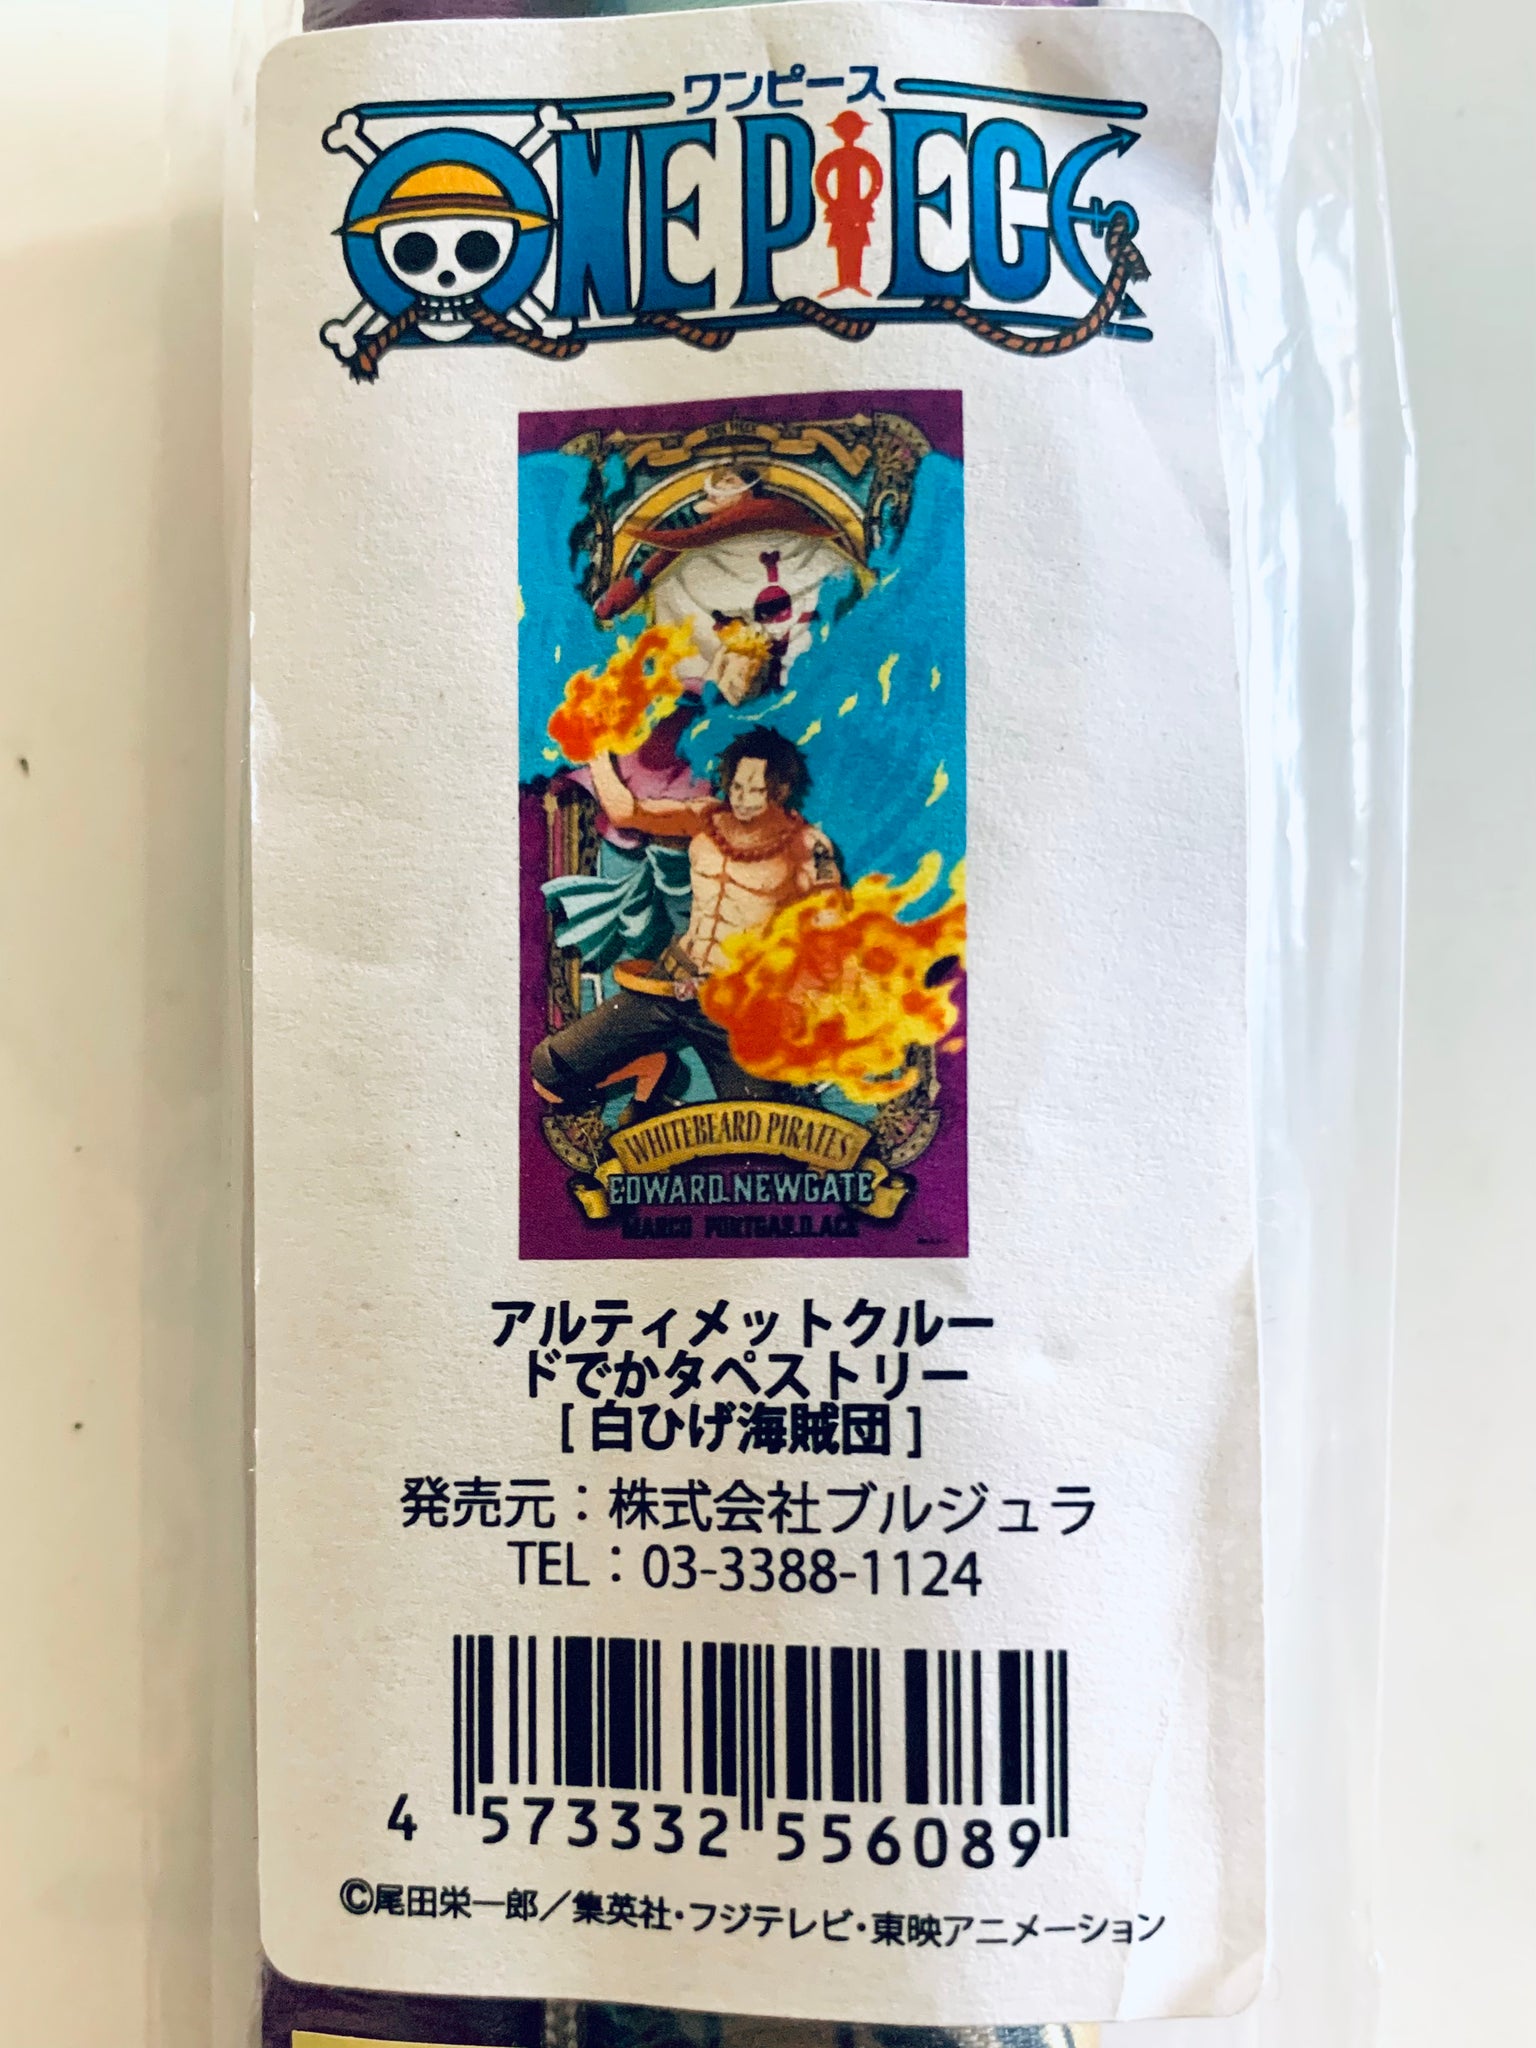 ワンピース
ONE PIECE
WHITEBEARD PIRATES
EDWARD.NEWGATE
MARCO PORTGAS.D.ACE
アルティメットクルー
ドでかタペストリー
[ 白ひげ海賊団 ]
発売元：株式会社ブルジュラ
TEL：03-3388-1124
4 573332 556089
©尾田栄一郎／集英社・フジテレビ・東映アニメーション